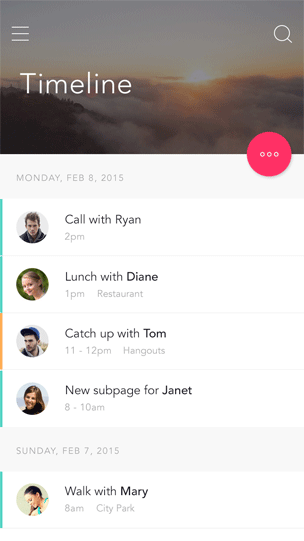 Timeline
MONDAY, FEB 8, 2015
Call with Ryan
2pm
Lunch with Diane
1pm Restaurant
Catch up with Tom
11 - 12pm Hangouts
New subpage for Janet
8 - 10am
SUNDAY, FEB 7, 2015
Walk with Mary
8am City Park